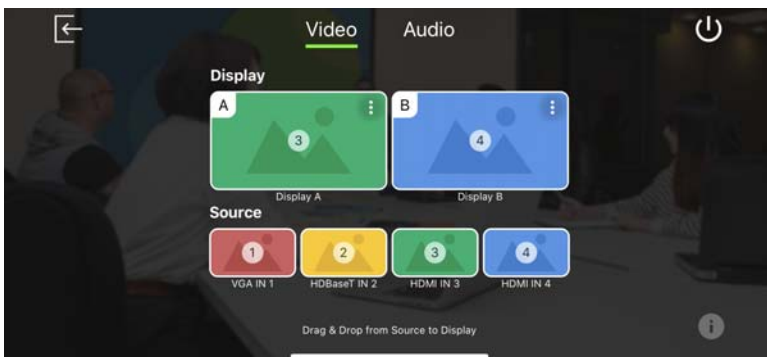 Video Audio
Display
A B
3 4
Display A Display B
Source
1 2 3 4
VGA IN 1 HDBaseT IN 2 HDMI IN 3 HDMI IN 4
Drag & Drop from Source to Display
i